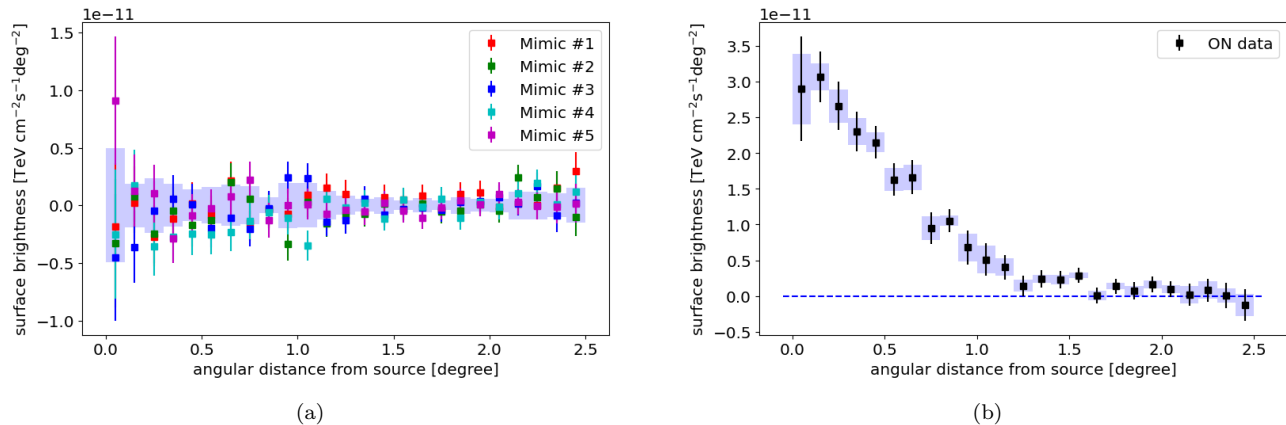 1e−11
surface brightness [TeV cm−2s−1deg−2]
1.5
1.0
0.5
0.0
−0.5
−1.0
Mimic #1
Mimic #2
Mimic #3
Mimic #4
Mimic #5
0.0 0.5 1.0 1.5 2.0 2.5
angular distance from source [degree]
(a)
1e−11
surface brightness [TeV cm−2s−1deg−2]
3.5
3.0
2.5
2.0
1.5
1.0
0.5
0.0
−0.5
ON data
0.0 0.5 1.0 1.5 2.0 2.5
angular distance from source [degree]
(b)